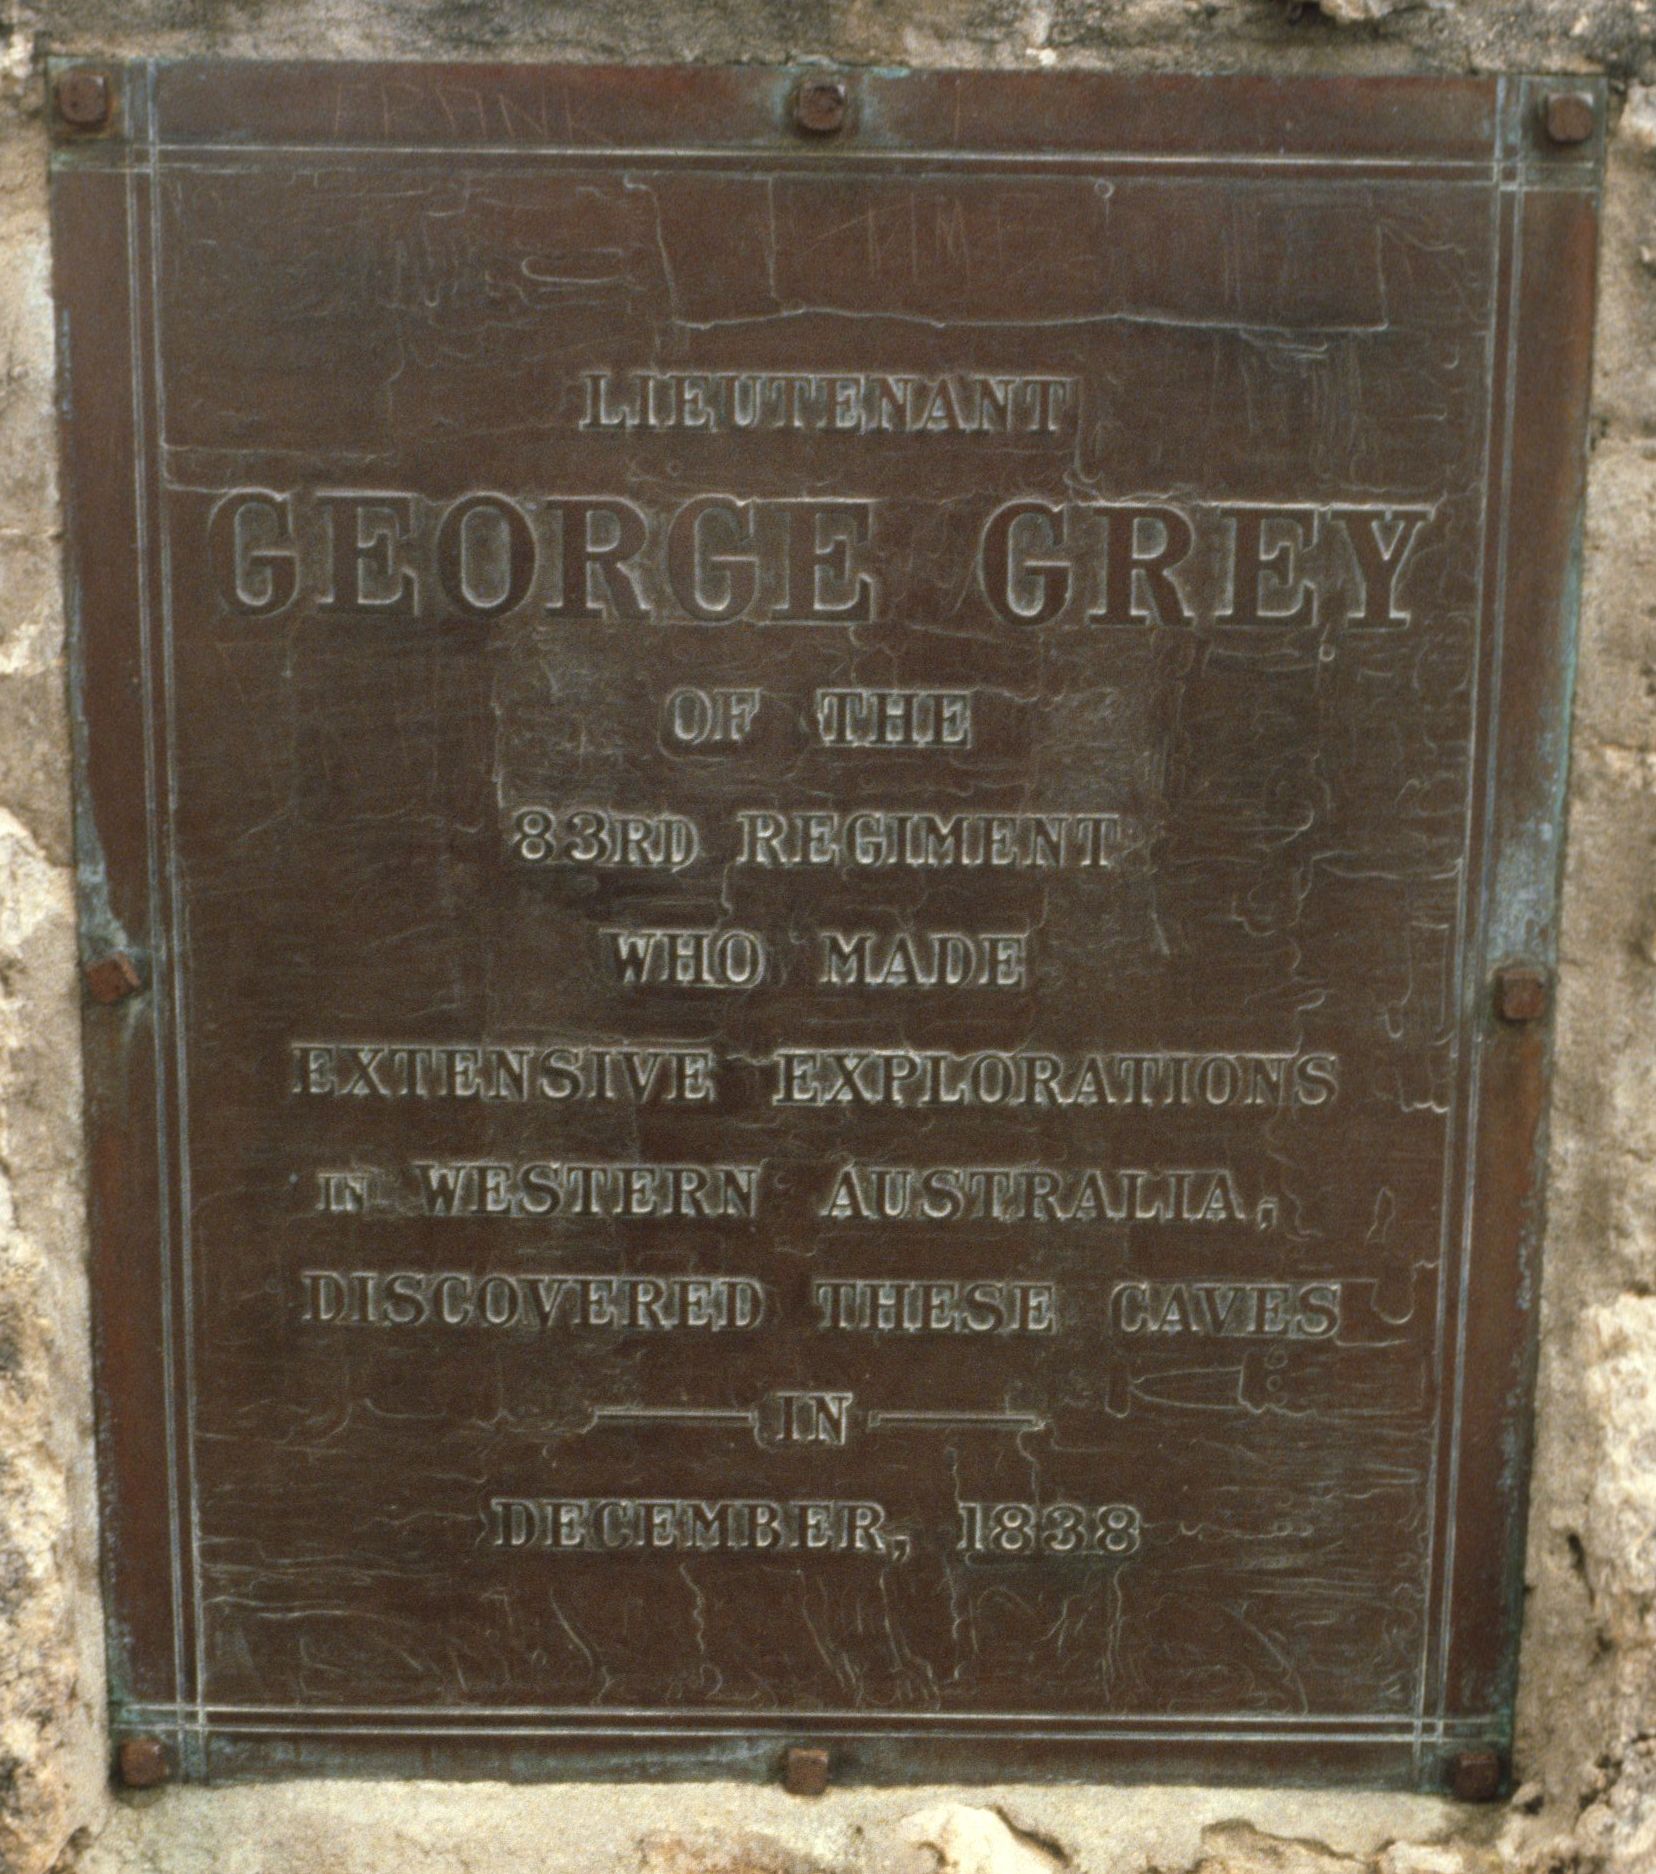 FRANK
LIEUTENANT
GEORGE GREY
OF THE
83RD REGIMENT
WHO MADE
EXTENSIVE EXPLORATIONS
IN WESTERN AUSTRALIA,
DISCOVERED THESE CAVES
IN
DECEMBER, 1838